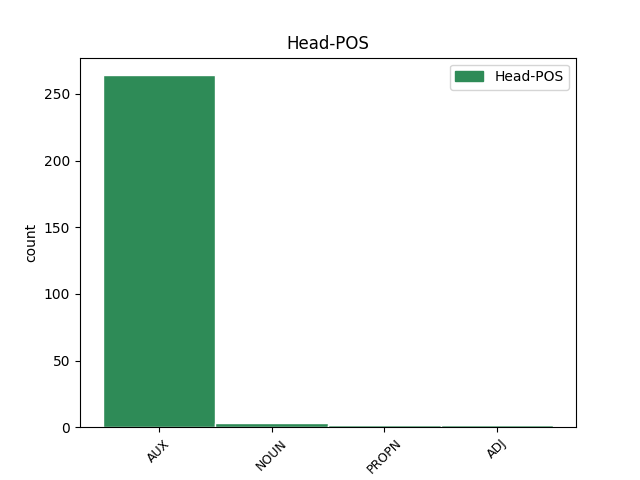 Head-POS
Head-POS
250
200
150
100
50
0
count
AUX
NOUN
PROPN
ADJ